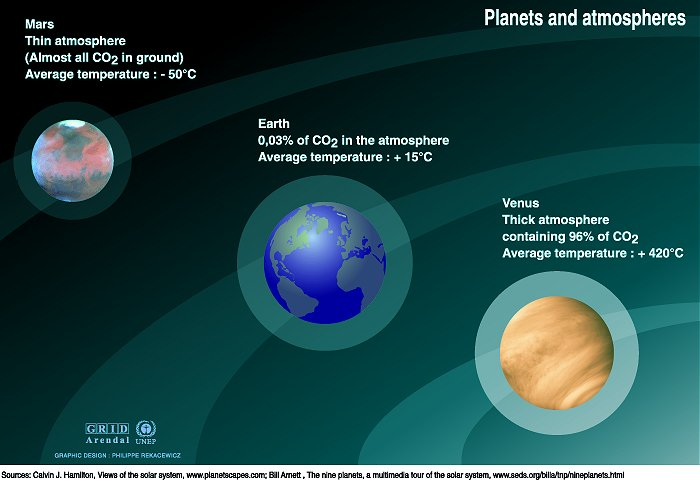 Planets and atmospheres
Mars
Thin atmosphere
(Almost all CO2 in ground)
Average temperature : - 50°C
Earth
0,03% of CO2 in the atmosphere
Average temperature : + 15°C
Venus
Thick atmosphere
containing 96% of CO2
Average temperature : + 420°C
GRID
Arendal
UNEP
GRAPHIC DESIGN : PHILIPPE REKACEWICZ
Sources: Calvin J. Hamilton, Views of the solar system, www.planetscapes.com; Bill Arnett , The nine planets, a multimedia tour of the solar system, www.seds.org/billa/tnp/nineplanets.html